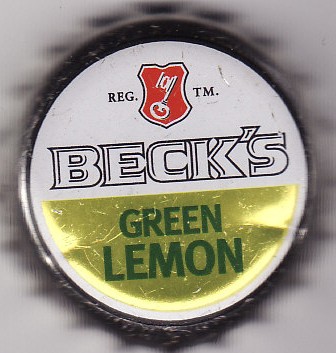 REG. TM.
BECK'S
GREEN
LEMON